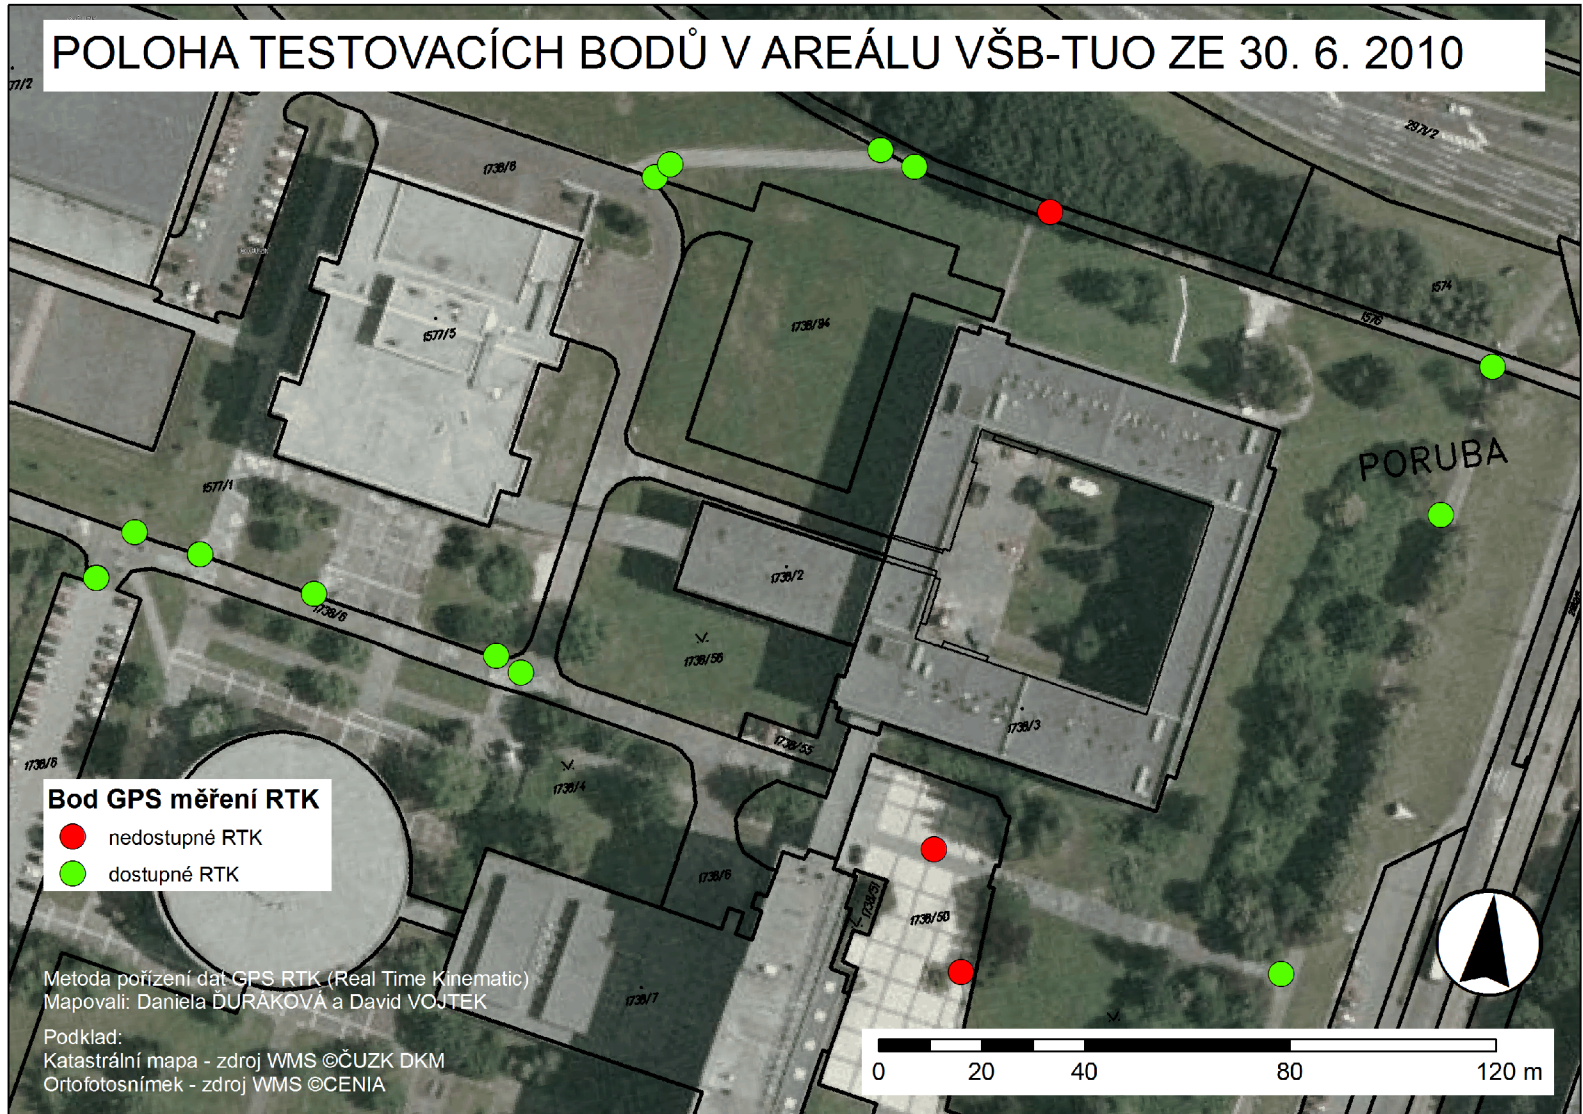 POLOHA TESTOVACÍCH BODŮ V AREÁLU VŠB-TUO ZE 30. 6. 2010
77/2
2971/2
1738/8
1574
1576
1738/94
1577/5
PORUBA
1577/1
1738/2
1738/6
1738/56
1738/3
1738/55
1738/6
1738/4
Bod GPS měření RTK
nedostupné RTK
dostupné RTK
1738/6
1738/51
1738/50
Metoda pořízení dat GPS RTK (Real Time Kinematic)
Mapovali: Daniela ĎURÁKOVÁ a David VOJTEK
1738/7
Podklad:
Katastrální mapa - zdroj WMS ©ČUZK DKM
Ortofotosnímek - zdroj WMS ©CENIA
0 20 40 80 120 m